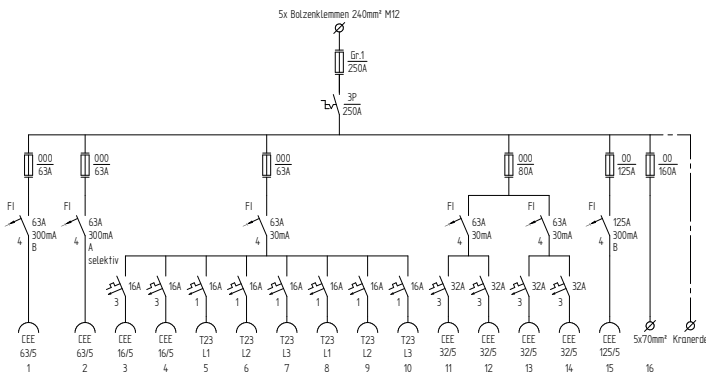 5x Bolzenklemmen 240mm² M12
Gr.1
250A
3P
250A
000 000 000 000 00 00
63A 63A 63A 80A 125A 160A
FI FI FI FI FI FI
63A 63A 63A 63A 63A 125A
300mA 300mA 30mA 30mA 30mA 300mA
4 4 4 4 4 4
B A B
selektiv
16A 16A 16A 16A 16A 16A 16A 16A 32A 32A 32A 32A
3 3 1 1 1 1 1 1 3 3 3 3
CEE CEE CEE CEE T23 T23 T23 T23 T23 T23 CEE CEE CEE CEE CEE 5x70mm² Kranerde
63/5 63/5 16/5 16/5 L1 L2 L3 L1 L2 L3 32/5 32/5 32/5 32/5 125/5
1 2 3 4 5 6 7 8 9 10 11 12 13 14 15 16